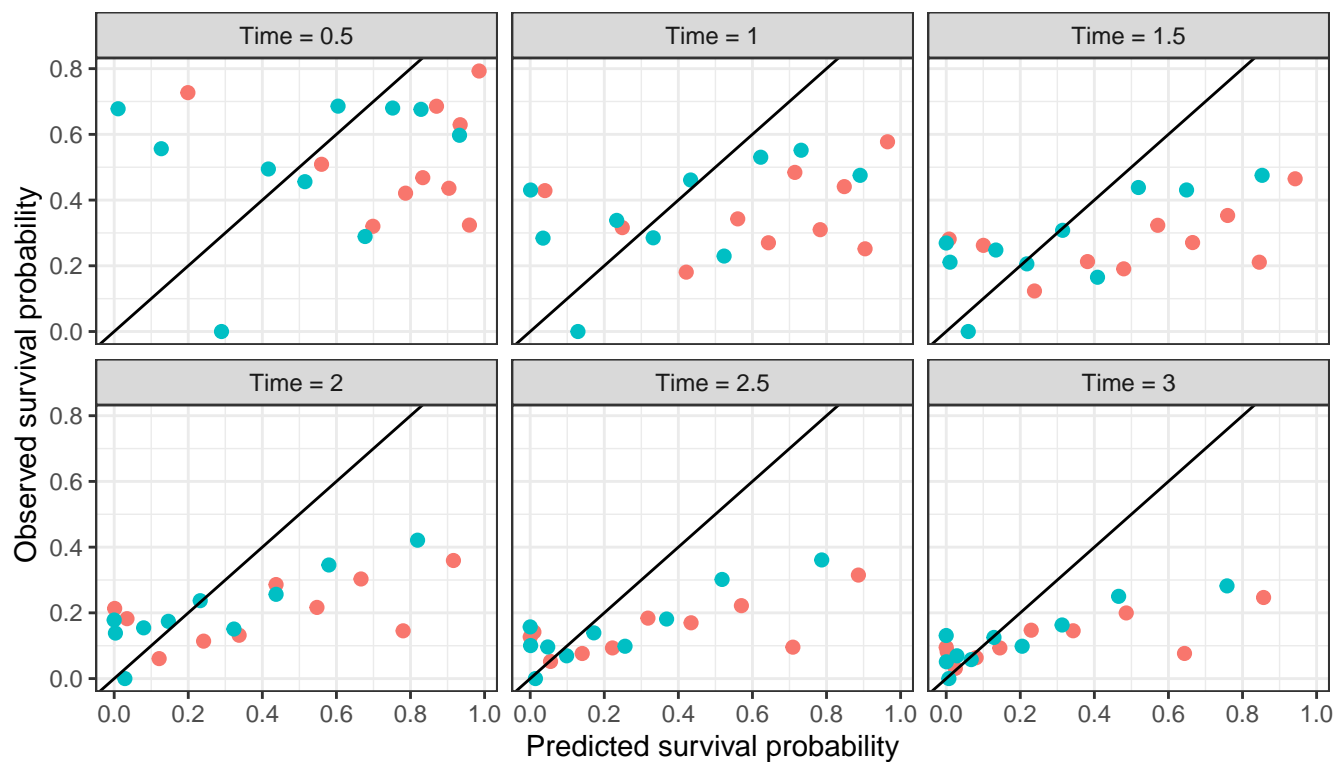 Time = 0.5
Time = 1
Time = 1.5
0.8
0.6
0.4
0.2
0.0
Time = 2
Time = 2.5
Time = 3
0.8
0.6
0.4
0.2
0.0
0.0 0.2 0.4 0.6 0.8 1.0
0.0 0.2 0.4 0.6 0.8 1.0
0.0 0.2 0.4 0.6 0.8 1.0
Observed survival probability
Predicted survival probability